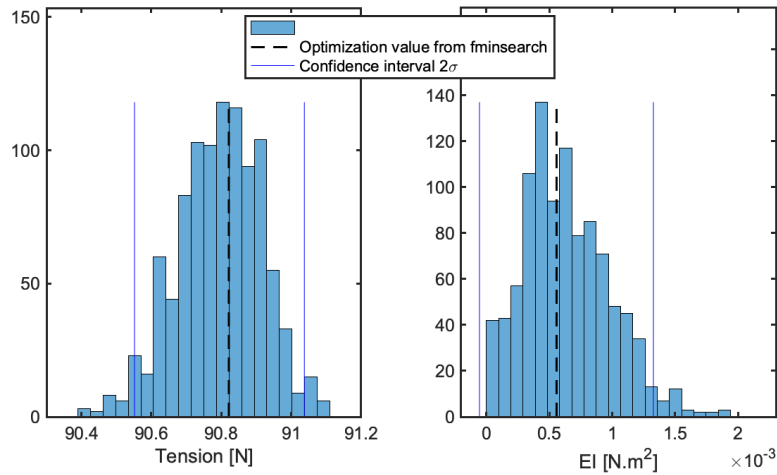 Optimization value from fminsearch
Confidence interval 2σ
150
100
50
0
90.4 90.6 90.8 91 91.2
Tension [N]
140
120
100
80
60
40
20
0
0 0.5 1 1.5 2
EI [N.m²] ×10⁻³